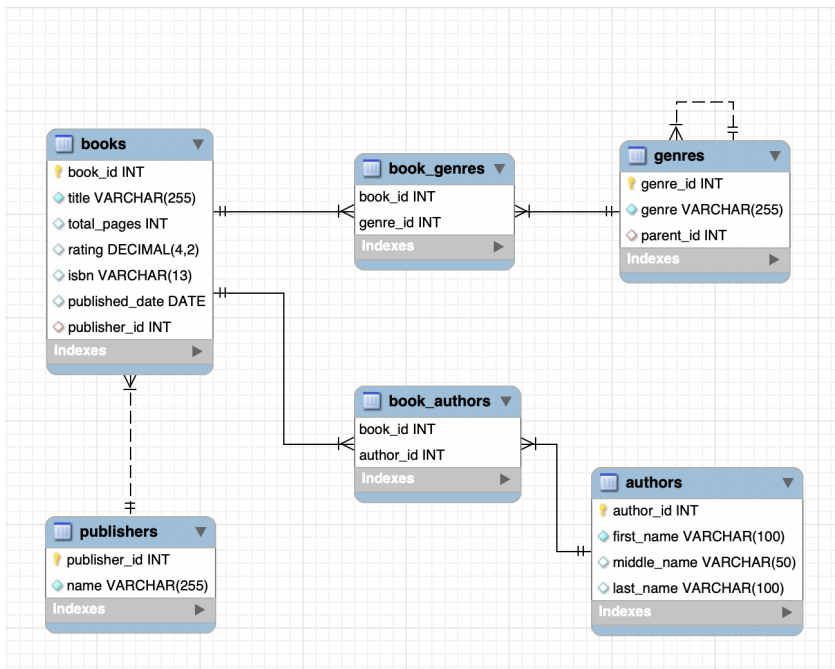 books
book_id INT
title VARCHAR(255)
total_pages INT
rating DECIMAL(4,2)
isbn VARCHAR(13)
published_date DATE
publisher_id INT
Indexes
book_genres
book_id INT
genre_id INT
Indexes
genres
genre_id INT
genre VARCHAR(255)
parent_id INT
Indexes
book_authors
book_id INT
author_id INT
Indexes
publishers
publisher_id INT
name VARCHAR(255)
Indexes
authors
author_id INT
first_name VARCHAR(100)
middle_name VARCHAR(50)
last_name VARCHAR(100)
Indexes